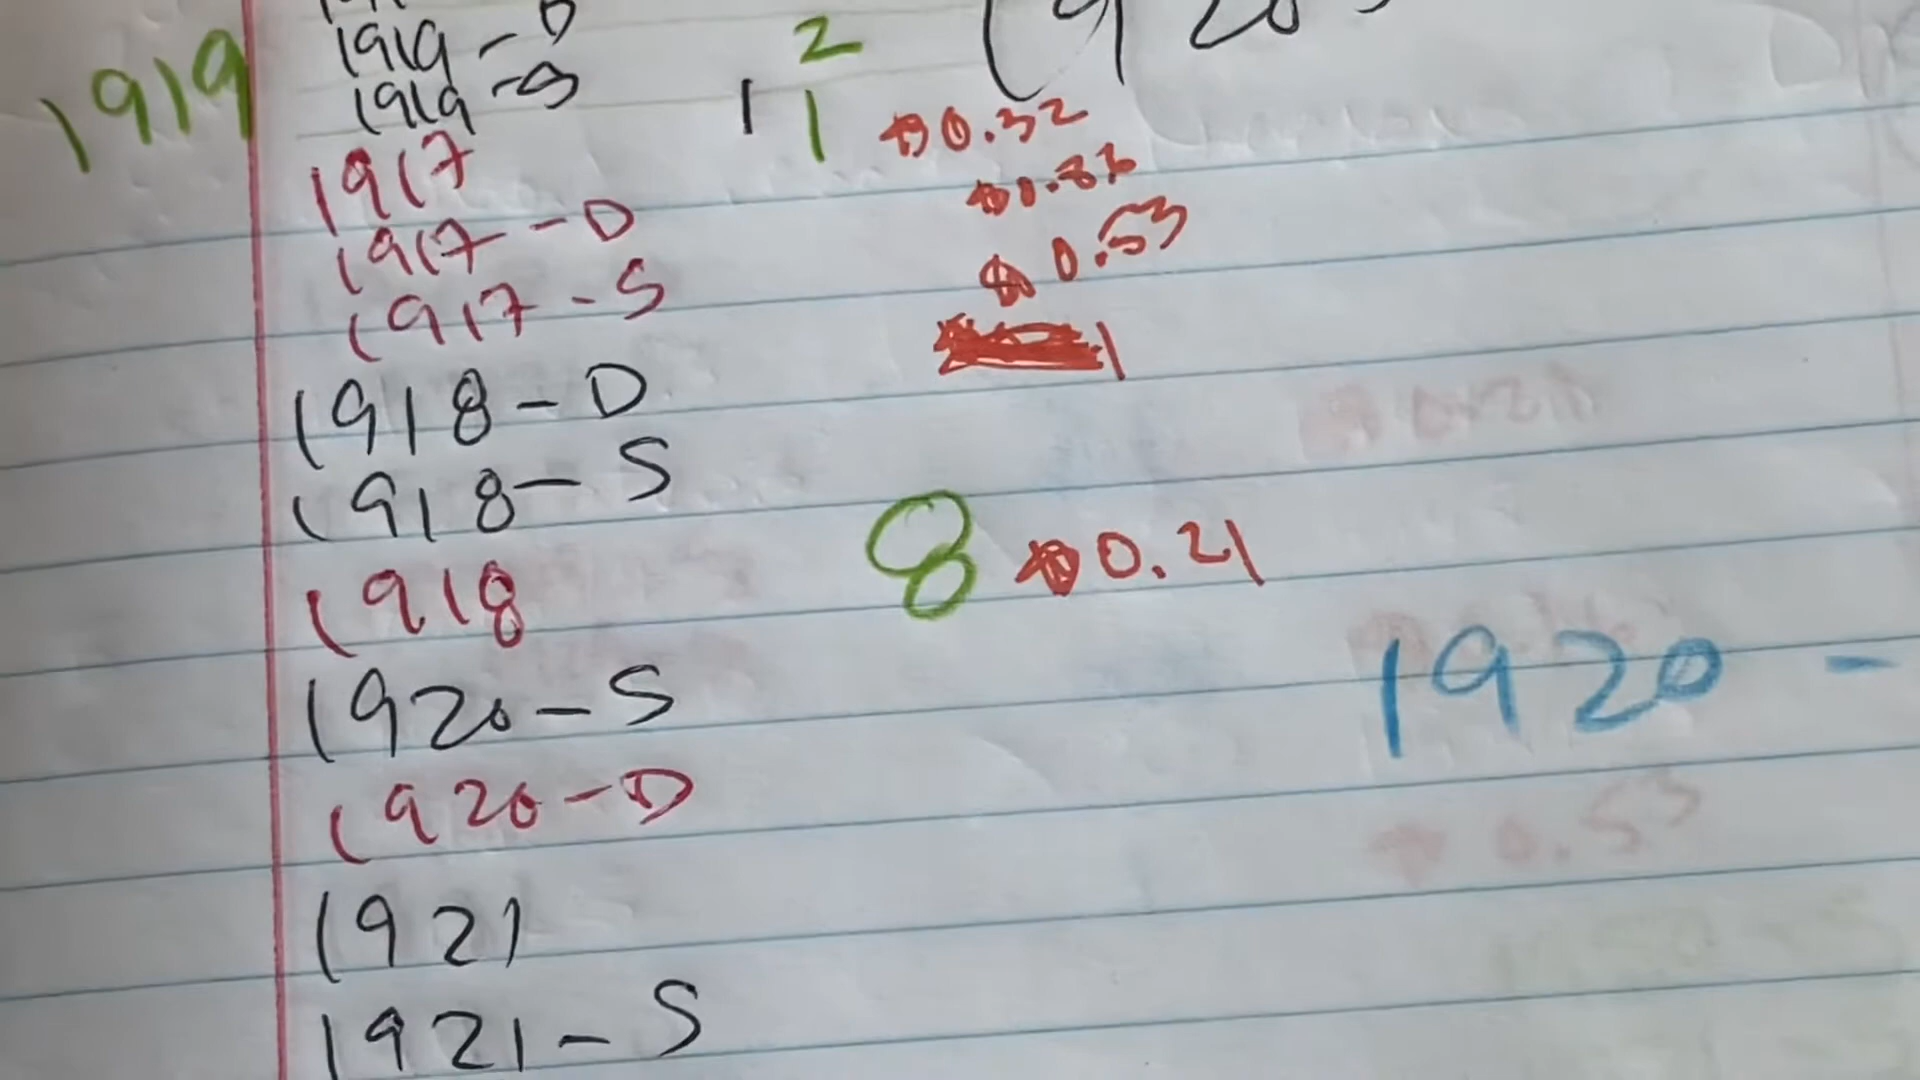 1919-D
1919
1919-S
1 2
1
1917 $0.32
1917-D
1917-S $0.53
1
1918-D
1918-S
1918 8 $0.21
1920-S
1920-D
1920 -
1921
1921-S